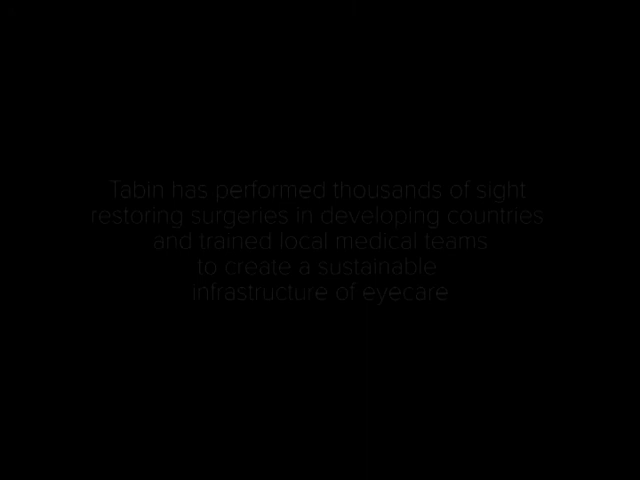 Tabin has performed thousands of sight
restoring surgeries in developing countries
and trained local medical teams
to create a sustainable
infrastructure of eyecare